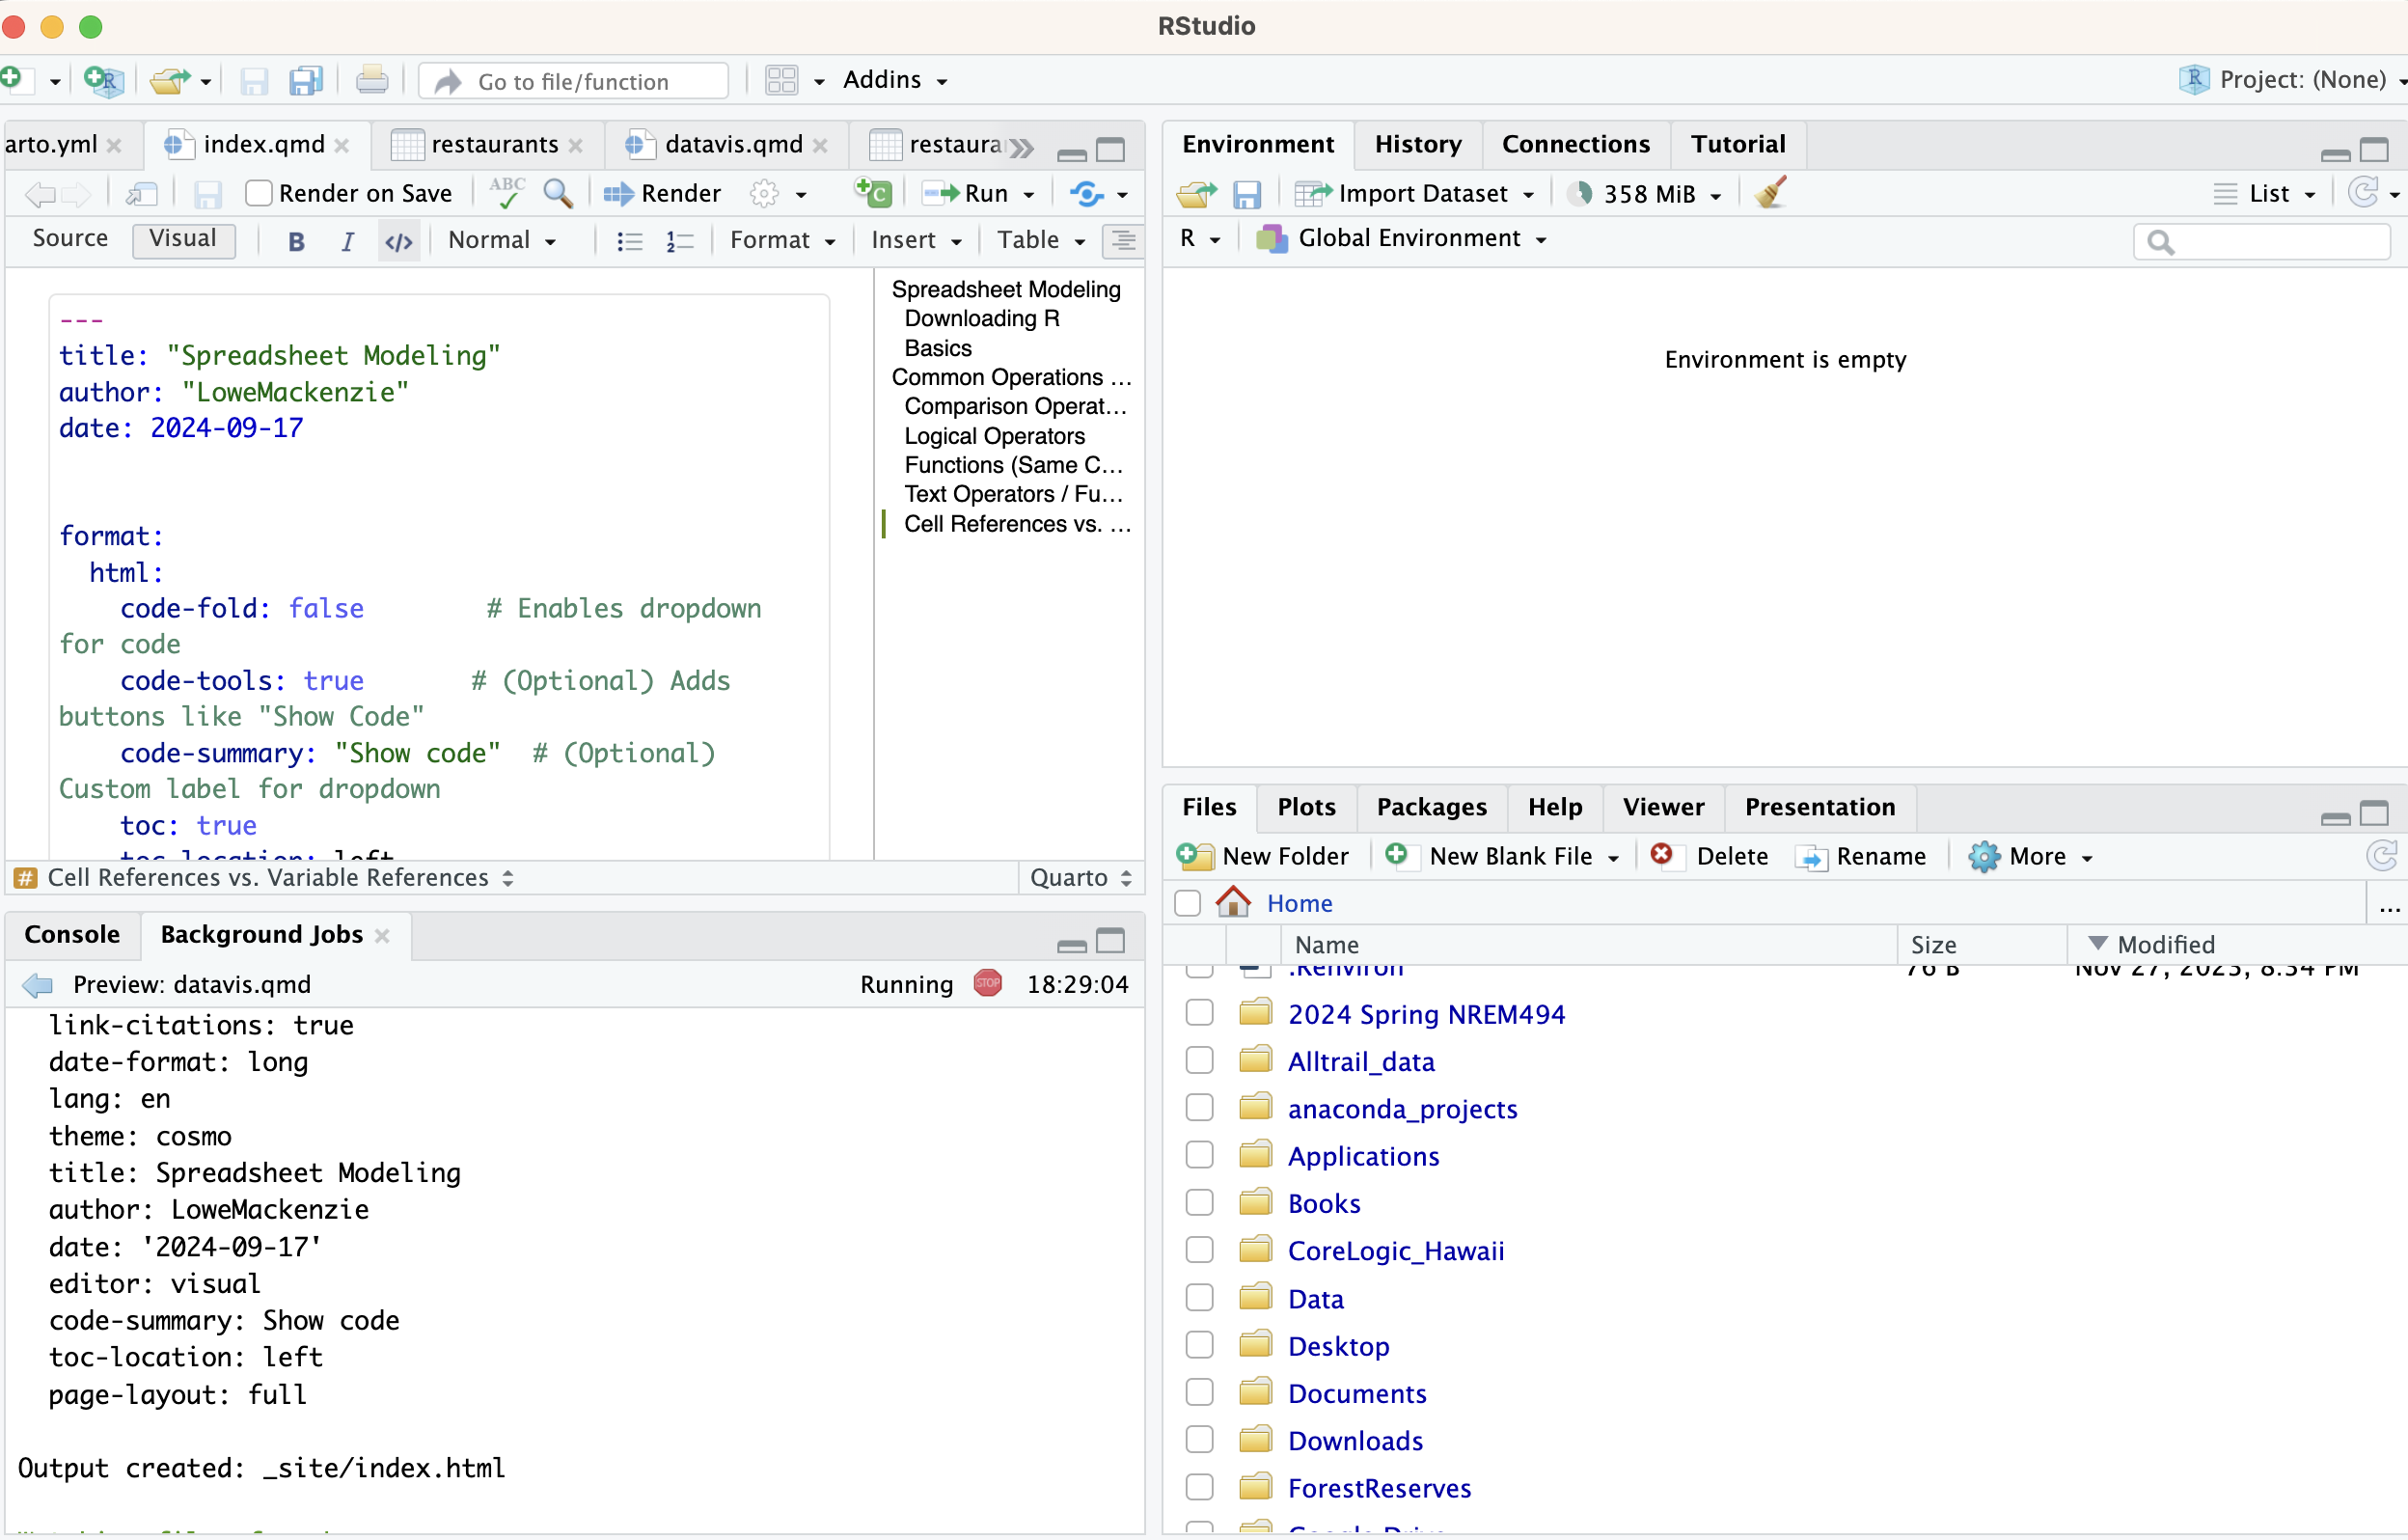 RStudio
Go to file/function
Addins
Project: (None)
arto.yml
index.qmd
restaurants
datavis.qmd
restaura
Render on Save
ABC
Render
Run
Source
Visual
B
I
</>
Normal
Format
Insert
Table
---
title: "Spreadsheet Modeling"
author: "LoweMackenzie"
date: 2024-09-17
format:
html:
code-fold: false # Enables dropdown
for code
code-tools: true # (Optional) Adds
buttons like "Show Code"
code-summary: "Show code" # (Optional)
Custom label for dropdown
toc: true
toc-location: left
Spreadsheet Modeling
Downloading R
Basics
Common Operations ...
Comparison Operat...
Logical Operators
Functions (Same C...
Text Operators / Fu...
Cell References vs. ...
# Cell References vs. Variable References
Quarto
Console
Background Jobs
Preview: datavis.qmd
Running
STOP
18:29:04
link-citations: true
date-format: long
lang: en
theme: cosmo
title: Spreadsheet Modeling
author: LoweMackenzie
date: '2024-09-17'
editor: visual
code-summary: Show code
toc-location: left
page-layout: full
Output created: _site/index.html
Environment
History
Connections
Tutorial
Import Dataset
358 MiB
List
R
Global Environment
Environment is empty
Files
Plots
Packages
Help
Viewer
Presentation
New Folder
New Blank File
Delete
Rename
More
Home
...
Name
Size
Modified
.Renviron
76 B
Nov 27, 2023, 8:34 PM
2024 Spring NREM494
Alltrail_data
anaconda_projects
Applications
Books
CoreLogic_Hawaii
Data
Desktop
Documents
Downloads
ForestReserves
Google Drive